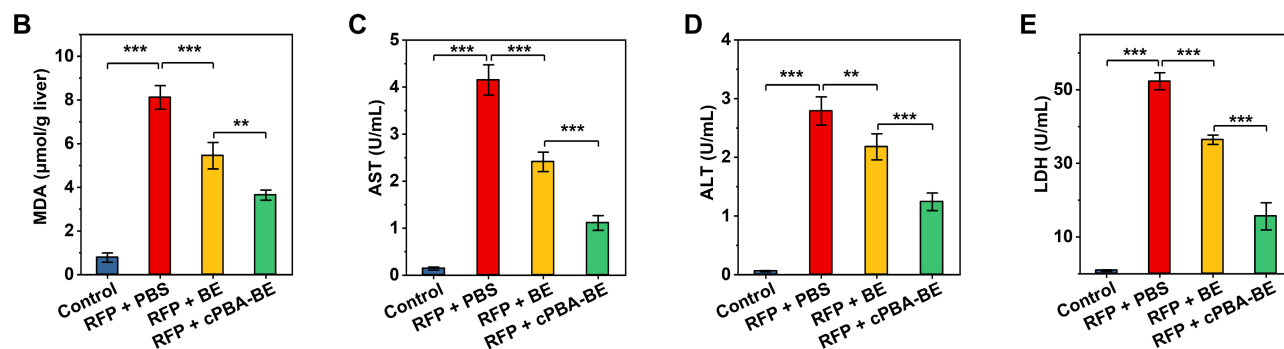 B
MDA (μmol/g liver)
10
8
6
4
2
0
*** ***
**
Control
RFP + PBS
RFP + BE
RFP + cPBA-BE
C
AST (U/mL)
5
4
3
2
1
0
*** ***
***
Control
RFP + PBS
RFP + BE
RFP + cPBA-BE
D
ALT (U/mL)
4
3
2
1
0
*** **
***
Control
RFP + PBS
RFP + BE
RFP + cPBA-BE
E
LDH (U/mL)
50
30
10
*** ***
***
Control
RFP + PBS
RFP + BE
RFP + cPBA-BE